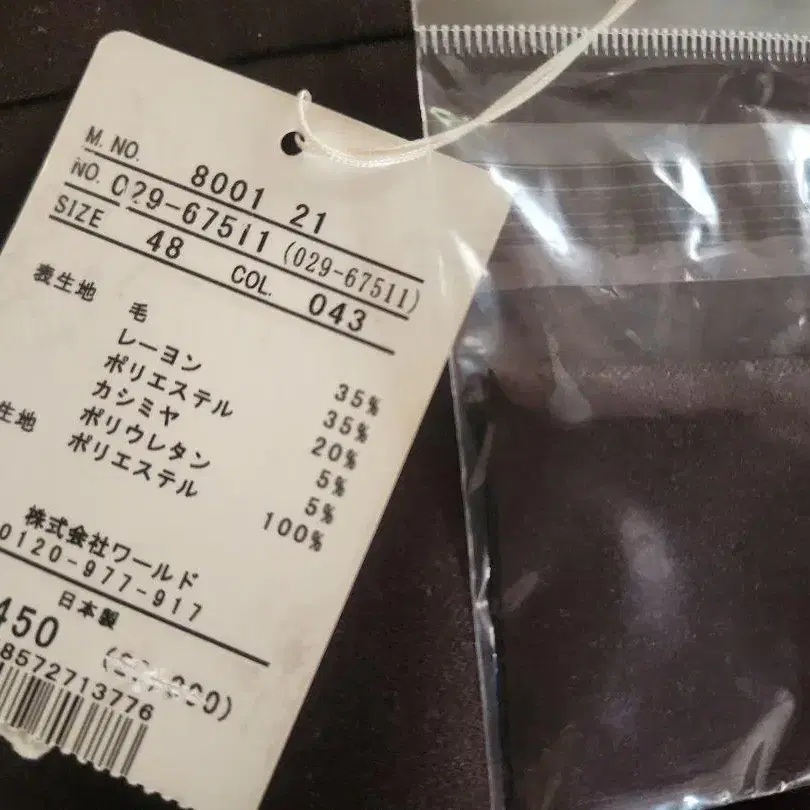 M. NO. 8001 21
NO. 029-67511 (029-67511)
SIZE 48 COL. 043
表生地 毛 35%
レーヨン 35%
ポリエステル 20%
カシミヤ 5%
ポリウレタン 5%
生地 ポリエステル 100%
株式会社ワールド
0120-977-917
日本製
450
8572713776